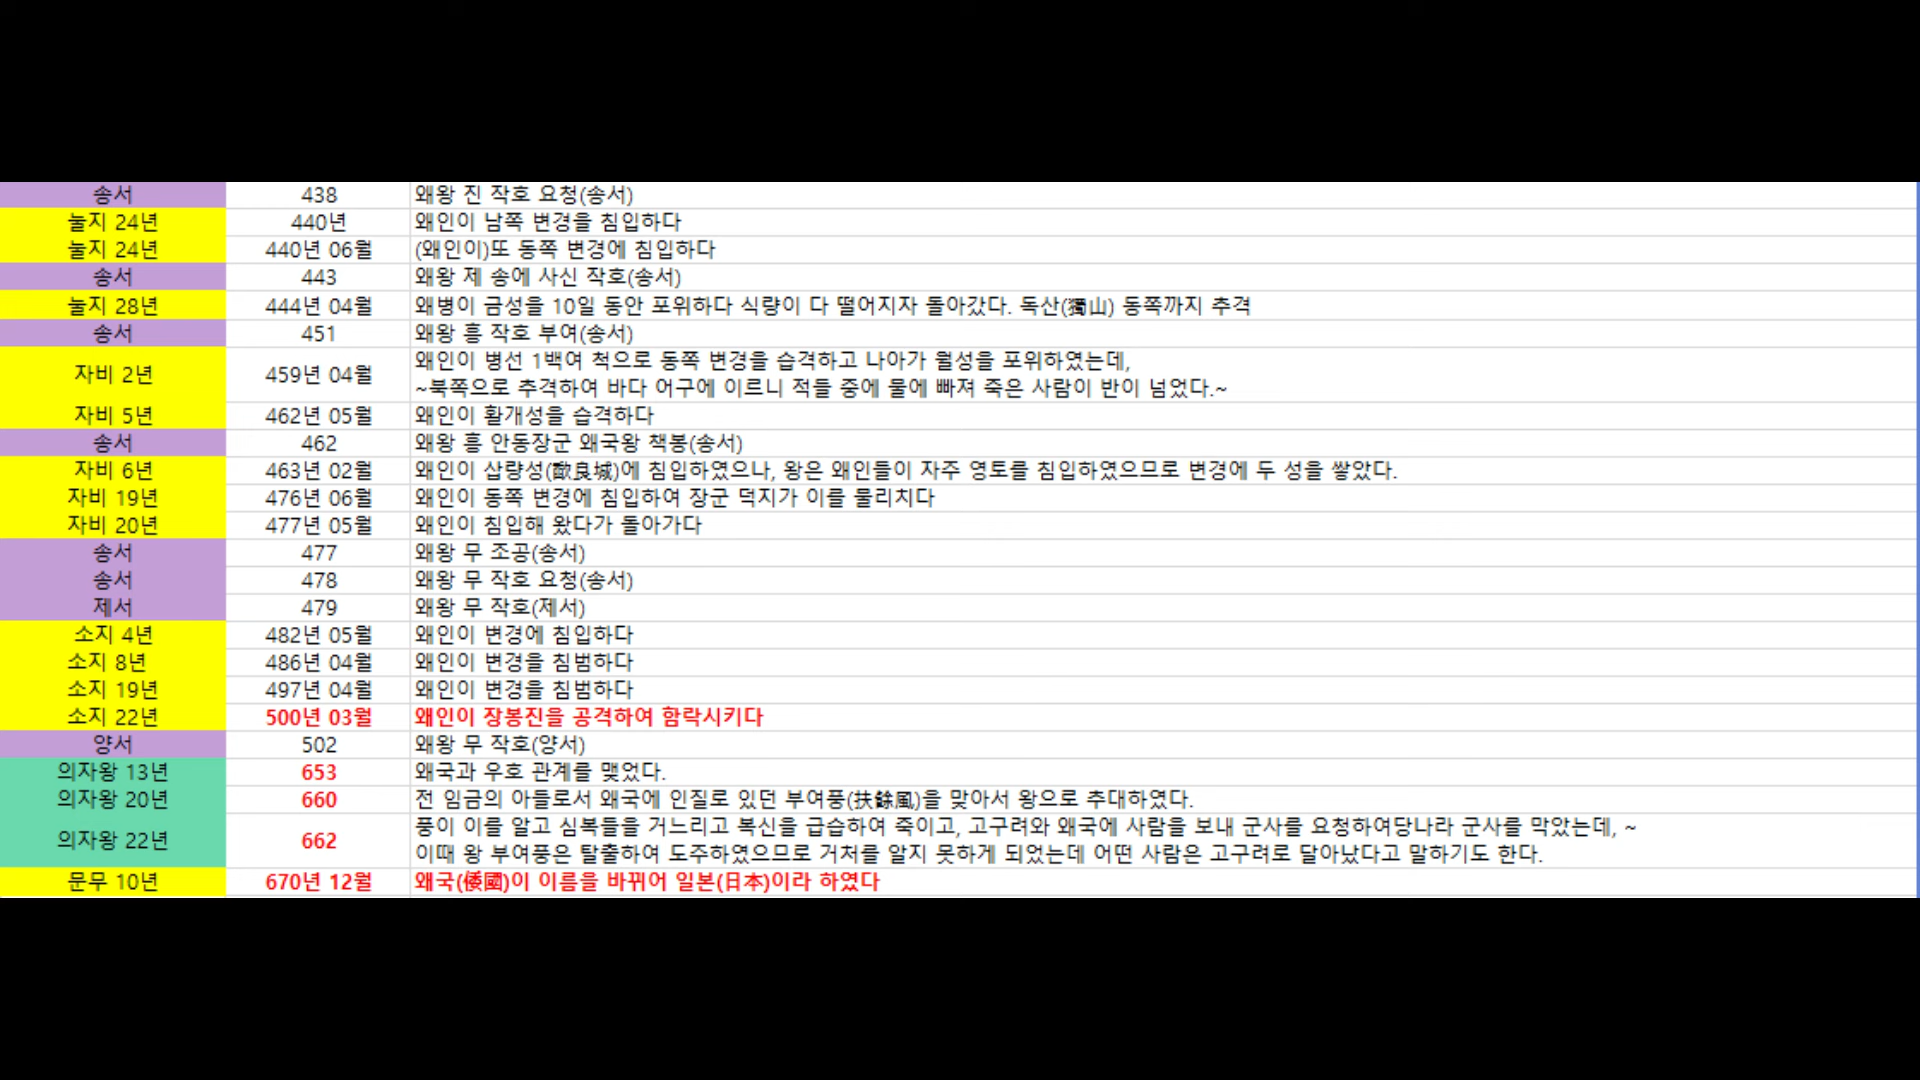 송서 438 왜왕 진 작호 요청(송서)
눌지 24년 440년 왜인이 남쪽 변경을 침입하다
눌지 24년 440년 06월 (왜인이)또 동쪽 변경에 침입하다
송서 443 왜왕 제 송에 사신 작호(송서)
눌지 28년 444년 04월 왜병이 금성을 10일 동안 포위하다 식량이 다 떨어지자 돌아갔다. 독산(獨山) 동쪽까지 추격
송서 451 왜왕 흥 작호 부여(송서)
자비 2년 459년 04월 왜인이 병선 1백여 척으로 동쪽 변경을 습격하고 나아가 월성을 포위하였는데,
~북쪽으로 추격하여 바다 어구에 이르니 적들 중에 물에 빠져 죽은 사람이 반이 넘었다.~
자비 5년 462년 05월 왜인이 활개성을 습격하다
송서 462 왜왕 흥 안동장군 왜국왕 책봉(송서)
자비 6년 463년 02월 왜인이 삽량성(歃良城)에 침입하였으나, 왕은 왜인들이 자주 영토를 침입하였으므로 변경에 두 성을 쌓았다.
자비 19년 476년 06월 왜인이 동쪽 변경에 침입하여 장군 덕지가 이를 물리치다
자비 20년 477년 05월 왜인이 침입해 왔다가 돌아가다
송서 477 왜왕 무 조공(송서)
송서 478 왜왕 무 작호 요청(송서)
제서 479 왜왕 무 작호(제서)
소지 4년 482년 05월 왜인이 변경에 침입하다
소지 8년 486년 04월 왜인이 변경을 침범하다
소지 19년 497년 04월 왜인이 변경을 침범하다
소지 22년 500년 03월 왜인이 장봉진을 공격하여 함락시키다
양서 502 왜왕 무 작호(양서)
의자왕 13년 653 왜국과 우호 관계를 맺었다.
의자왕 20년 660 전 임금의 아들로서 왜국에 인질로 있던 부여풍(扶餘風)을 맞아서 왕으로 추대하였다.
의자왕 22년 662 풍이 이를 알고 심복들을 거느리고 복신을 급습하여 죽이고, 고구려와 왜국에 사람을 보내 군사를 요청하여당나라 군사를 막았는데, ~
이때 왕 부여풍은 탈출하여 도주하였으므로 거처를 알지 못하게 되었는데 어떤 사람은 고구려로 달아났다고 말하기도 한다.
문무 10년 670년 12월 왜국(倭國)이 이름을 바꾸어 일본(日本)이라 하였다